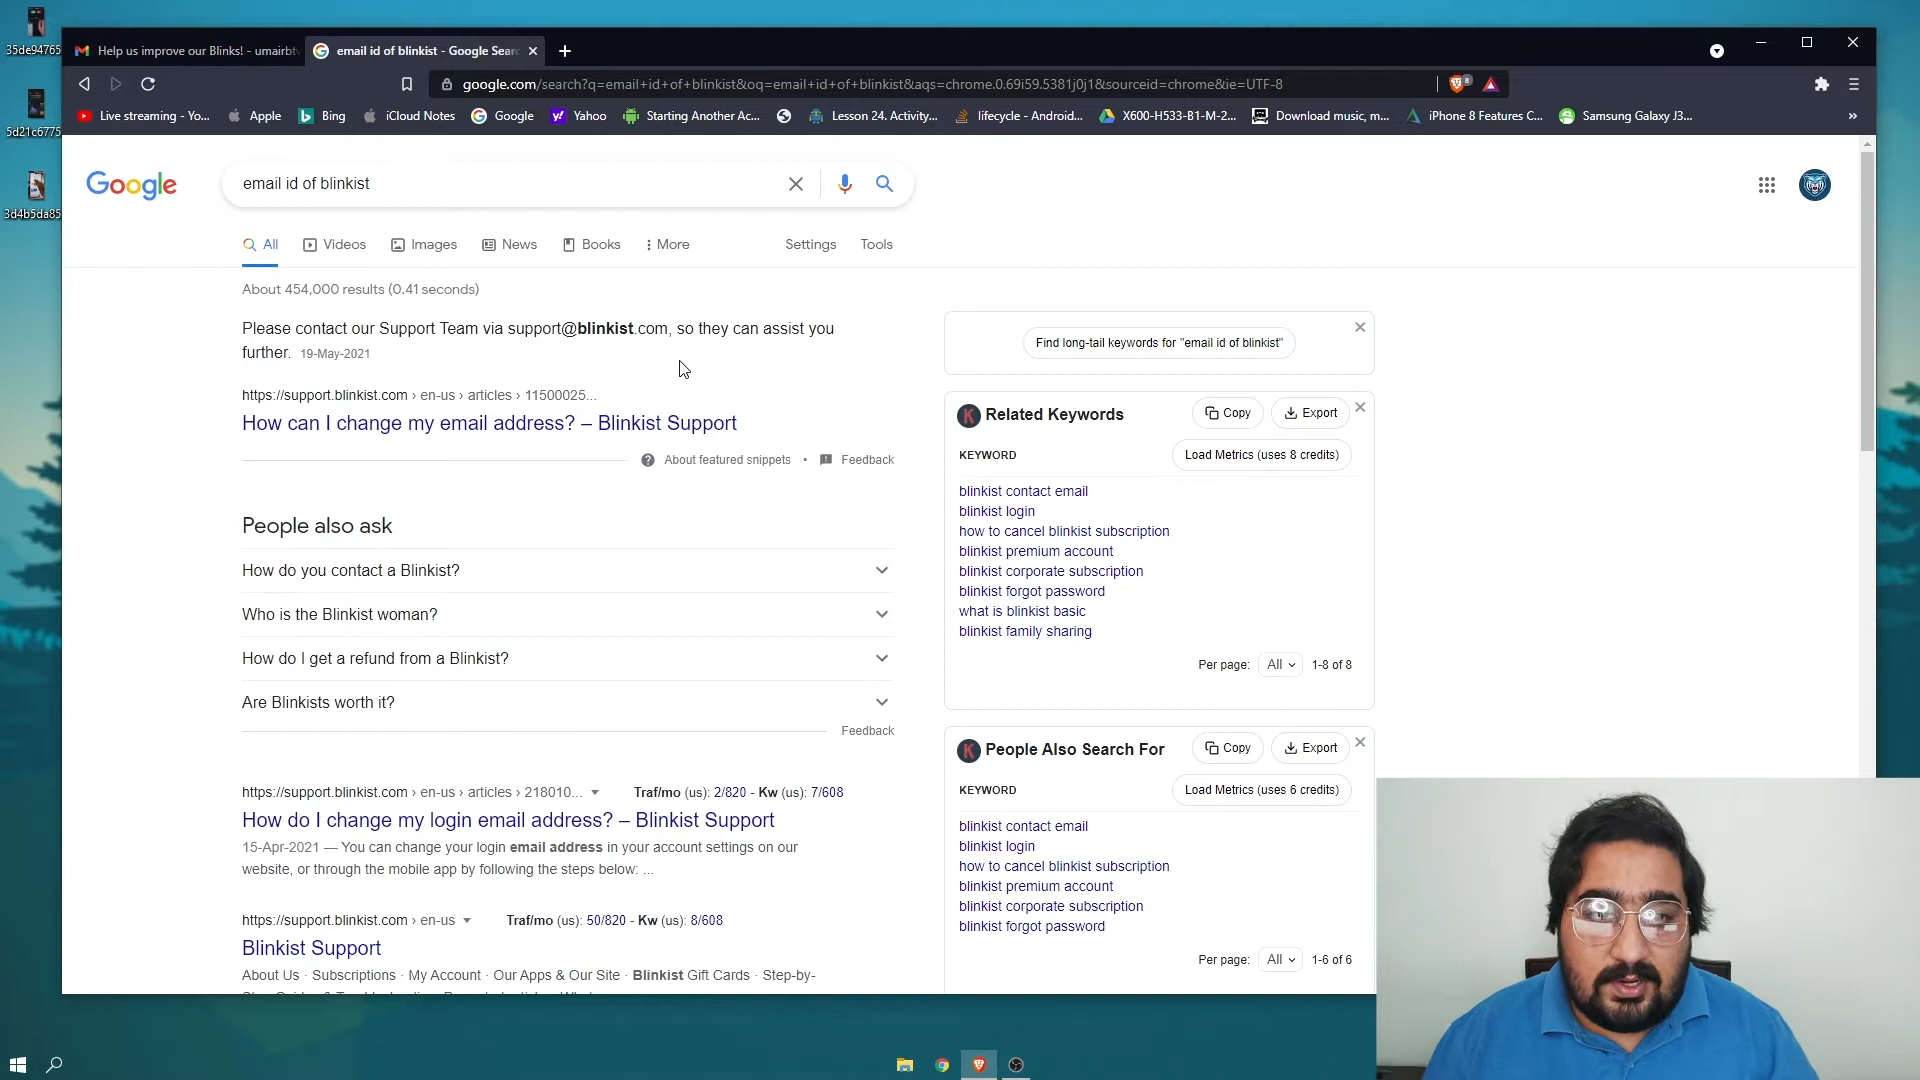 35de94765
5d21c6775
3d4b5da85
Help us improve our Blinks! - umairbt
email id of blinkist - Google Sear
google.com/search?q=email+id+of+blinkist&oq=email+id+of+blinkist&aqs=chrome.0.69i59.5381j0j1&sourceid=chrome&ie=UTF-8
8
Live streaming - Yo...
Apple
Bing
iCloud Notes
Google
Yahoo
Starting Another Ac...
Lesson 24. Activity...
lifecycle - Android...
X600-H533-B1-M-2...
Download music, m...
iPhone 8 Features C...
Samsung Galaxy J3...
»
Google
email id of blinkist
All
Videos
Images
News
Books
More
Settings
Tools
About 454,000 results (0.41 seconds)
Please contact our Support Team via support@blinkist.com, so they can assist you
further. 19-May-2021
https://support.blinkist.com › en-us › articles › 11500025...
How can I change my email address? – Blinkist Support
About featured snippets • Feedback
People also ask
How do you contact a Blinkist?
Who is the Blinkist woman?
How do I get a refund from a Blinkist?
Are Blinkists worth it?
Feedback
https://support.blinkist.com › en-us › articles › 218010...
Traf/mo (us): 2/820 - Kw (us): 7/608
How do I change my login email address? – Blinkist Support
15-Apr-2021 — You can change your login email address in your account settings on our
website, or through the mobile app by following the steps below: ...
https://support.blinkist.com › en-us
Traf/mo (us): 50/820 - Kw (us): 8/608
Blinkist Support
About Us · Subscriptions · My Account · Our Apps & Our Site · Blinkist Gift Cards · Step-by-
Find long-tail keywords for "email id of blinkist"
K
Related Keywords
Copy
Export
KEYWORD
Load Metrics (uses 8 credits)
blinkist contact email
blinkist login
how to cancel blinkist subscription
blinkist premium account
blinkist corporate subscription
blinkist forgot password
what is blinkist basic
blinkist family sharing
Per page: All 1-8 of 8
K
People Also Search For
Copy
Export
KEYWORD
Load Metrics (uses 6 credits)
blinkist contact email
blinkist login
how to cancel blinkist subscription
blinkist premium account
blinkist corporate subscription
blinkist forgot password
Per page: All 1-6 of 6